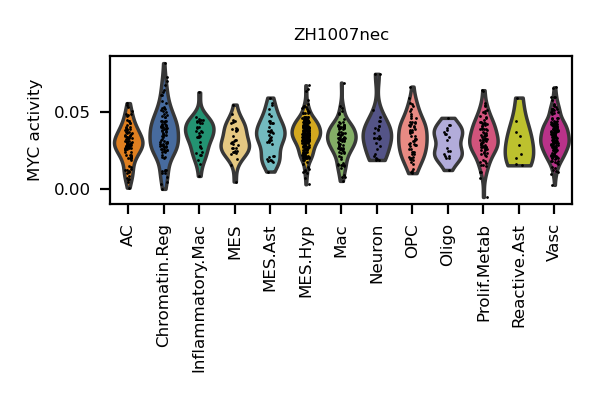 ZH1007nec
MYC activity
0.05
0.00
AC
Chromatin.Reg
Inflammatory.Mac
MES
MES.Ast
MES.Hyp
Mac
Neuron
OPC
Oligo
Prolif.Metab
Reactive.Ast
Vasc